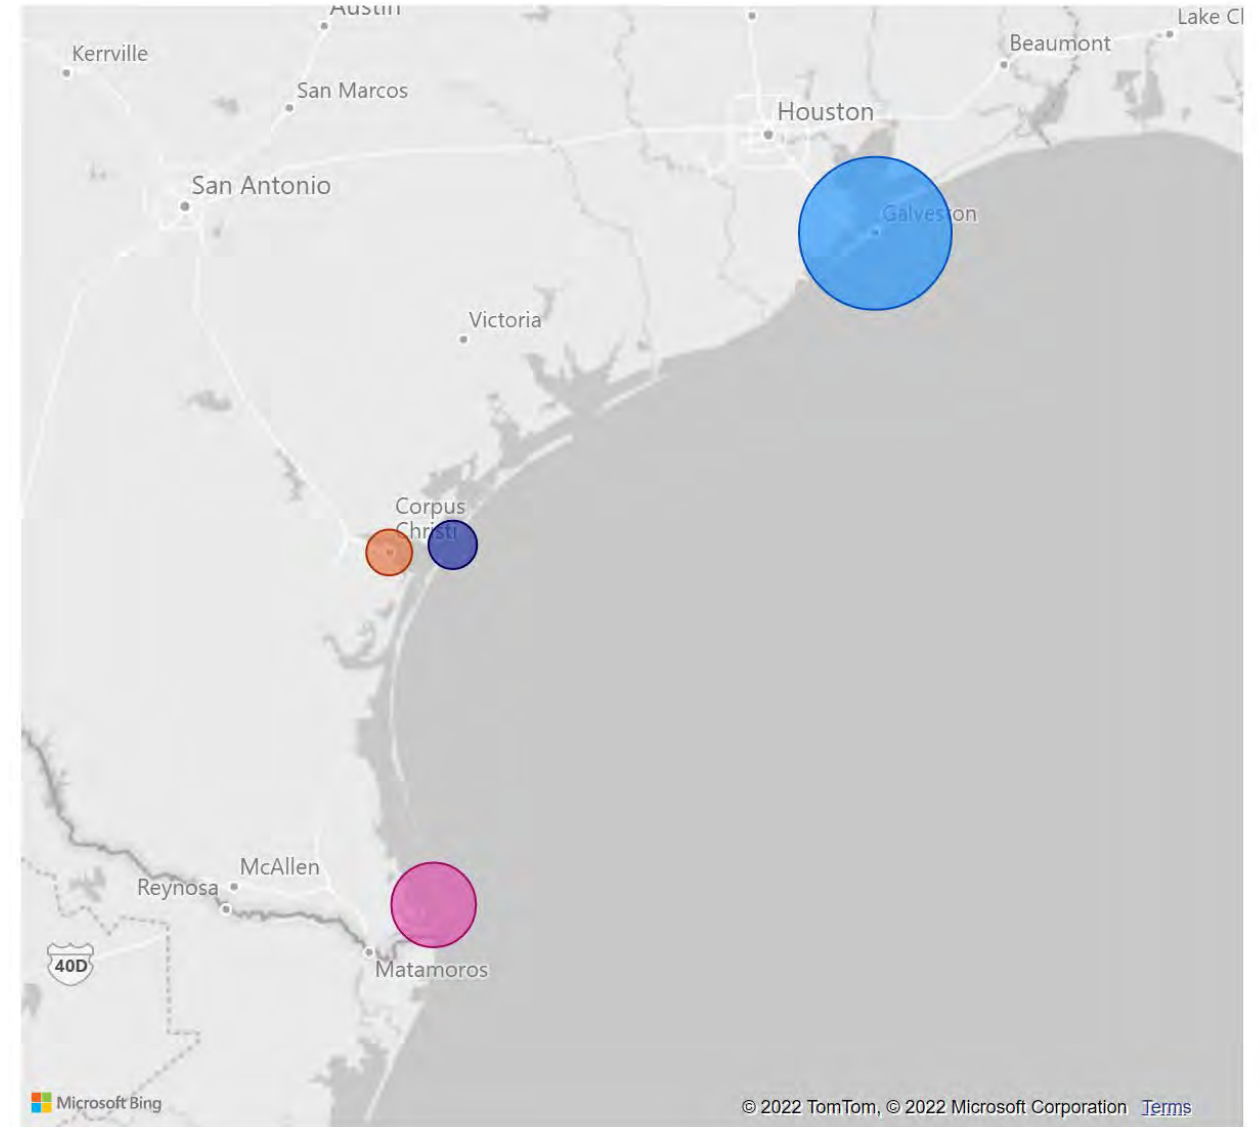 Austin
Lake Cl
Kerrville
Beaumont
San Marcos
Houston
San Antonio
Galveston
Victoria
Corpus
Christi
McAllen
Reynosa
40D
Matamoros
Microsoft Bing
© 2022 TomTom, © 2022 Microsoft Corporation Terms